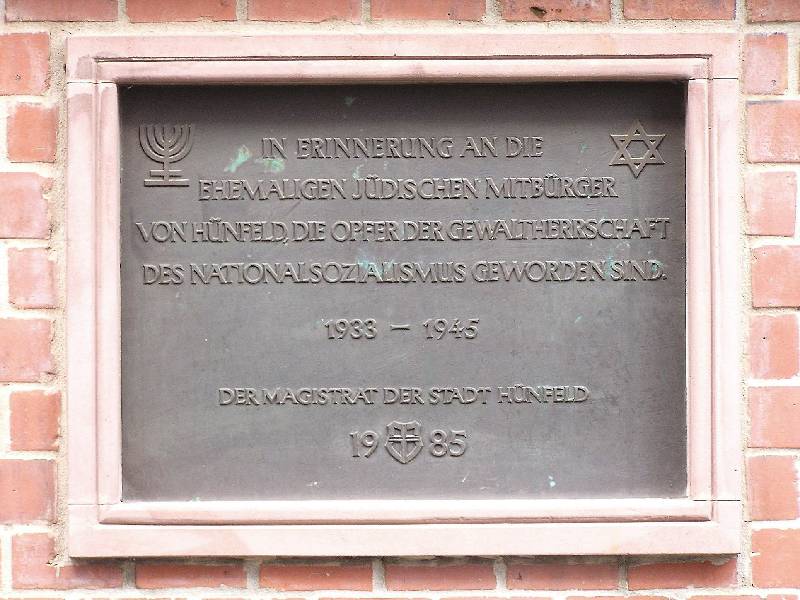 IN ERINNERUNG AN DIE
EHEMALIGEN JÜDISCHEN MITBÜRGER
VON HÜNFELD, DIE OPFER DER GEWALTHERRSCHAFT
DES NATIONALSOZIALISMUS GEWORDEN SIND.
1933 – 1945
DER MAGISTRAT DER STADT HÜNFELD
19 85